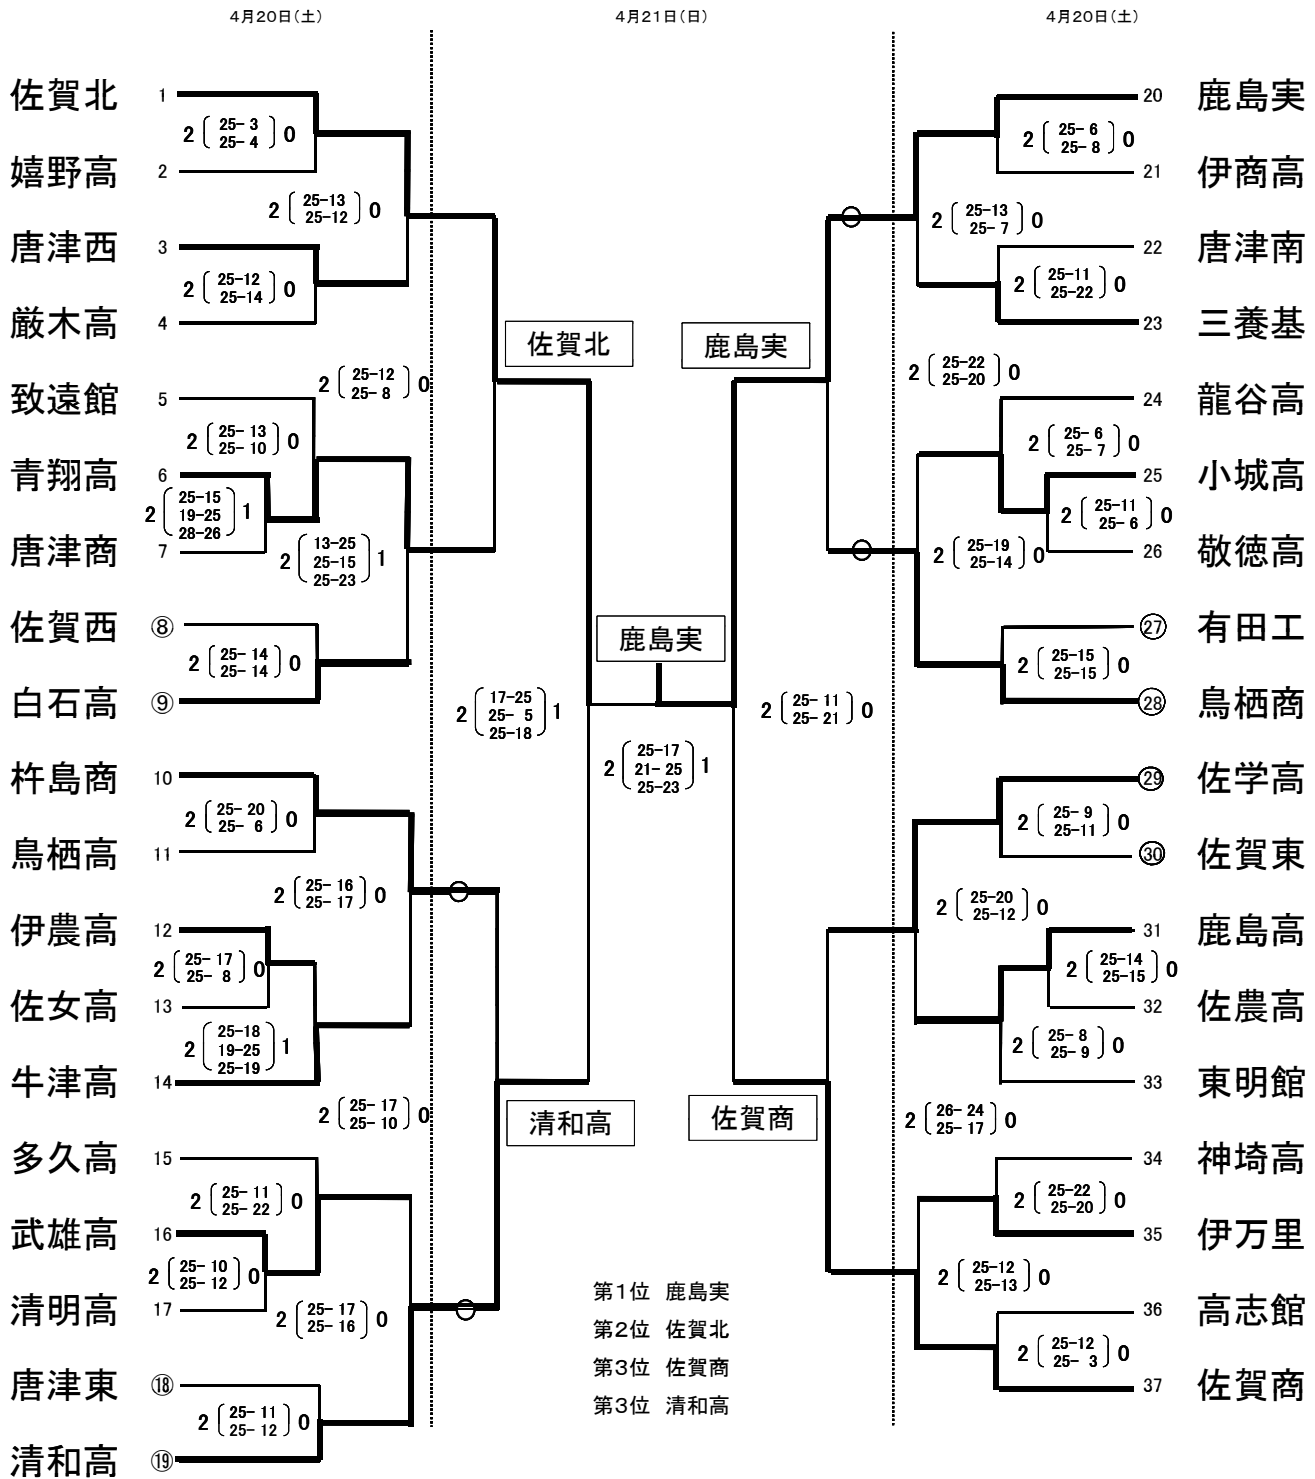 4月20日(土) 4月21日(日) 4月20日(土)
佐賀北 1
2 25-3 25-4 0
嬉野高 2
2 25-13 25-12 0
唐津西 3
2 25-12 25-14 0
厳木高 4
佐賀北
2 25-12 25-8 0
致遠館 5
2 25-13 25-10 0
青翔高 6
2 25-15 19-25 28-26 1
唐津商 7
2 13-25 25-15 25-23 1
佐賀西 ⑧
2 25-14 25-14 0
白石高 ⑨
2 17-25 25-5 25-18 1
杵島商 10
2 25-20 25-6 0
鳥栖高 11
2 25-16 25-17 0
伊農高 12
2 25-17 25-8 0
佐女高 13
2 25-18 19-25 25-19 1
牛津高 14
2 25-17 25-10 0
清和高
多久高 15
2 25-11 25-22 0
武雄高 16
2 25-10 25-12 0
清明高 17
2 25-17 25-16 0
唐津東 ⑱
2 25-11 25-12 0
清和高 ⑲
鹿島実
2 25-17 21-25 25-23 1
20 鹿島実
2 25-6 25-8 0
21 伊商高
2 25-13 25-7 0
22 唐津南
2 25-11 25-22 0
23 三養基
鹿島実
2 25-22 25-20 0
24 龍谷高
2 25-6 25-7 0
25 小城高
2 25-11 25-6 0
26 敬徳高
2 25-19 25-14 0
㉗ 有田工
2 25-15 25-15 0
㉘ 鳥栖商
2 25-11 25-21 0
㉙ 佐学高
2 25-9 25-11 0
㉚ 佐賀東
2 25-20 25-12 0
31 鹿島高
2 25-14 25-15 0
32 佐農高
2 25-8 25-9 0
33 東明館
佐賀商
2 26-24 25-17 0
34 神埼高
2 25-22 25-20 0
35 伊万里
2 25-12 25-13 0
36 高志館
2 25-12 25-3 0
37 佐賀商
第1位 鹿島実
第2位 佐賀北
第3位 佐賀商
第3位 清和高